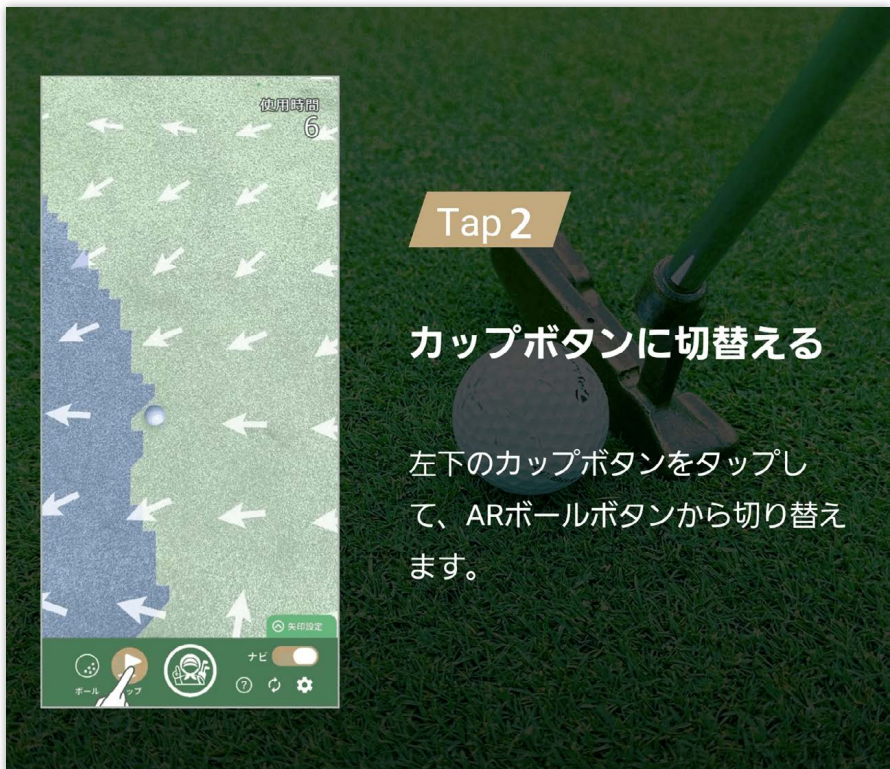 使用時間
6
Tap 2
カップボタンに切替える
左下のカップボタンをタップし
て、ARボールボタンから切り替え
ます。
矢印設定
ナビ
ボール
ップ
?